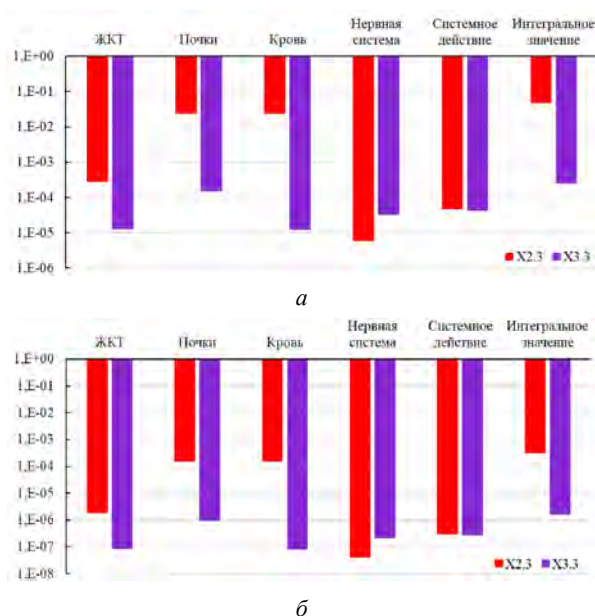 ЖКТ Почки Кровь Нервная система Системное действие Интегральное значение
1,E+00
1,E-01
1,E-02
1,E-03
1,E-04
1,E-05
1,E-06
X2.3 X3.3
а
ЖКТ Почки Кровь Нервная система Системное действие Интегральное значение
1,E+00
1,E-01
1,E-02
1,E-03
1,E-04
1,E-05
1,E-06
1,E-07
1,E-08
X2.3 X3.3
б